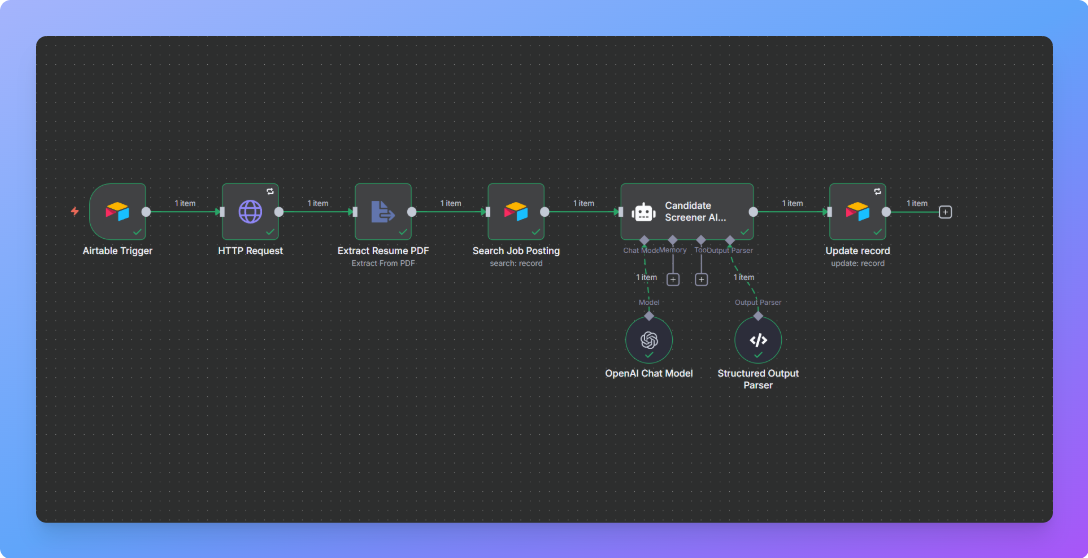 1 item
1 item
1 item
1 item
1 item
1 item
Candidate
Screener AI...
Airtable Trigger
HTTP Request
Extract Resume PDF
Extract From PDF
Search Job Posting
search: record
Chat Model
Memory
Tool
Output Parser
Update record
update: record
1 item
1 item
Model
Output Parser
OpenAI Chat Model
Structured Output
Parser